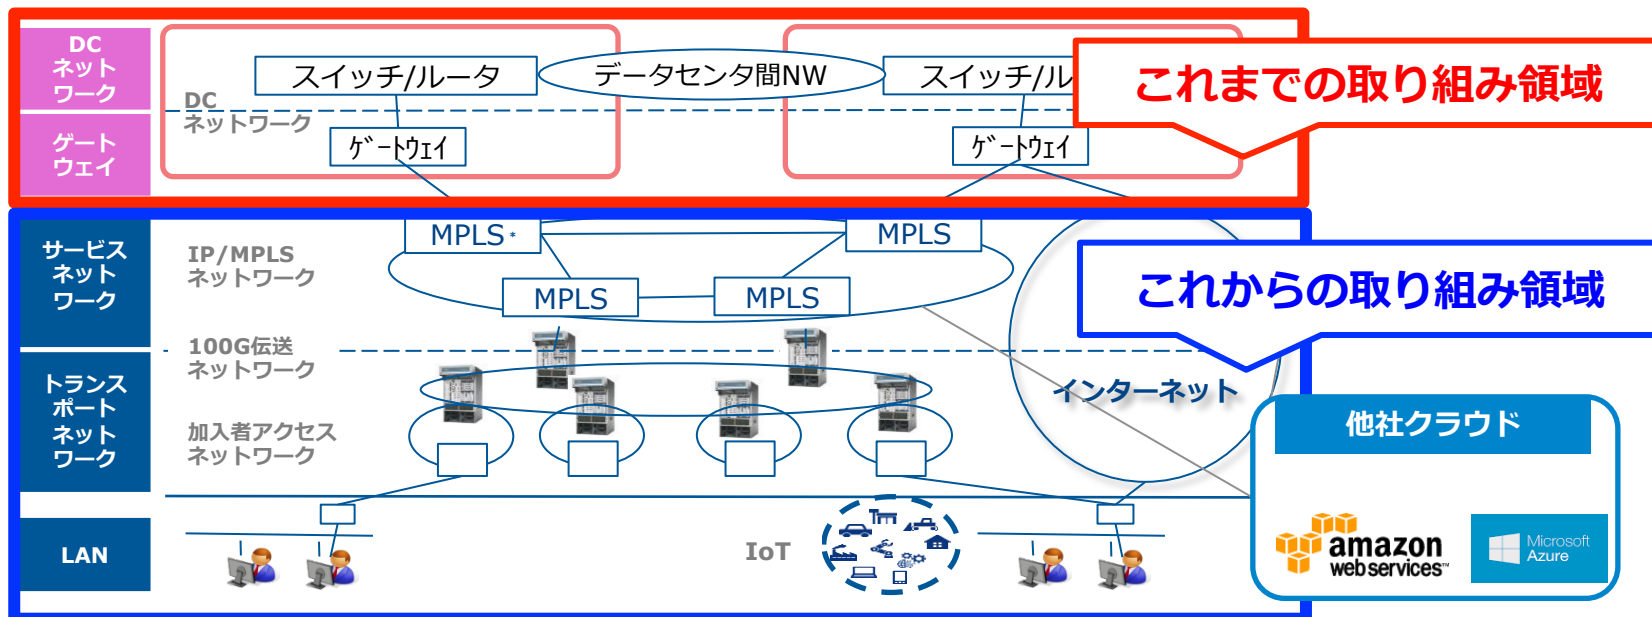 DC
ネット
ワーク
ゲート
ウェイ
DC
ネットワーク
スイッチ/ルータ
データセンタ間NW
スイッチ/ル
ｹﾞｰﾄｳｪｲ
ｹﾞｰﾄｳｪｲ
これまでの取り組み領域
サービス
ネット
ワーク
IP/MPLS
ネットワーク
MPLS*
MPLS
MPLS
MPLS
これからの取り組み領域
100G伝送
ネットワーク
トランス
ポート
ネット
ワーク
加入者アクセス
ネットワーク
インターネット
他社クラウド
LAN
IoT
amazon
web services™
Microsoft
Azure